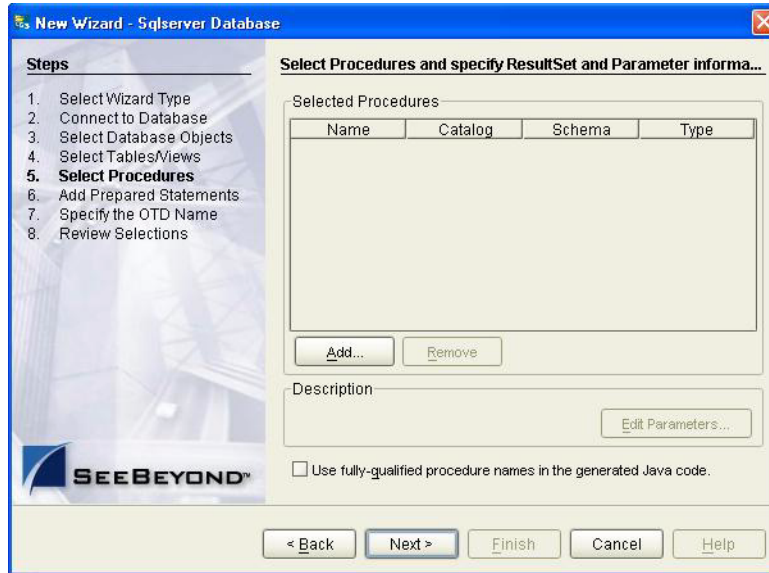 New Wizard - Sqlserver Database
Steps
1. Select Wizard Type
2. Connect to Database
3. Select Database Objects
4. Select Tables/Views
5. Select Procedures
6. Add Prepared Statements
7. Specify the OTD Name
8. Review Selections
SEEBEYOND™
Select Procedures and specify ResultSet and Parameter informa...
Selected Procedures
Name Catalog Schema Type
Add... Remove
Description
Edit Parameters...
Use fully-qualified procedure names in the generated Java code.
< Back Next > Finish Cancel Help